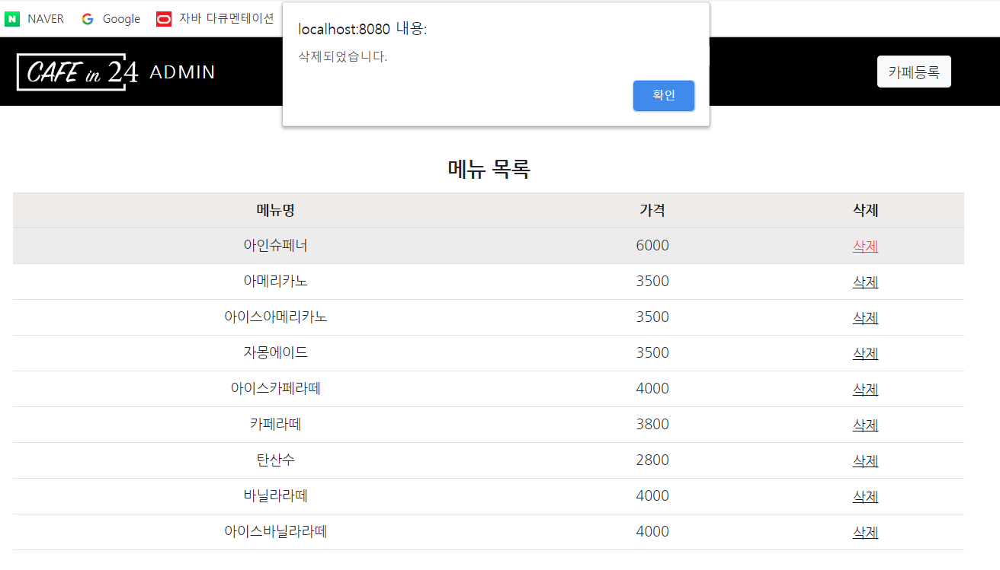 NAVER Google 자바 다큐멘테이션
localhost:8080 내용:
삭제되었습니다.
확인
CAFE in 24 ADMIN
카페등록
메뉴 목록
메뉴명 가격 삭제
아인슈페너 6000 삭제
아메리카노 3500 삭제
아이스아메리카노 3500 삭제
자몽에이드 3500 삭제
아이스카페라떼 4000 삭제
카페라떼 3800 삭제
탄산수 2800 삭제
바닐라라떼 4000 삭제
아이스바닐라라떼 4000 삭제